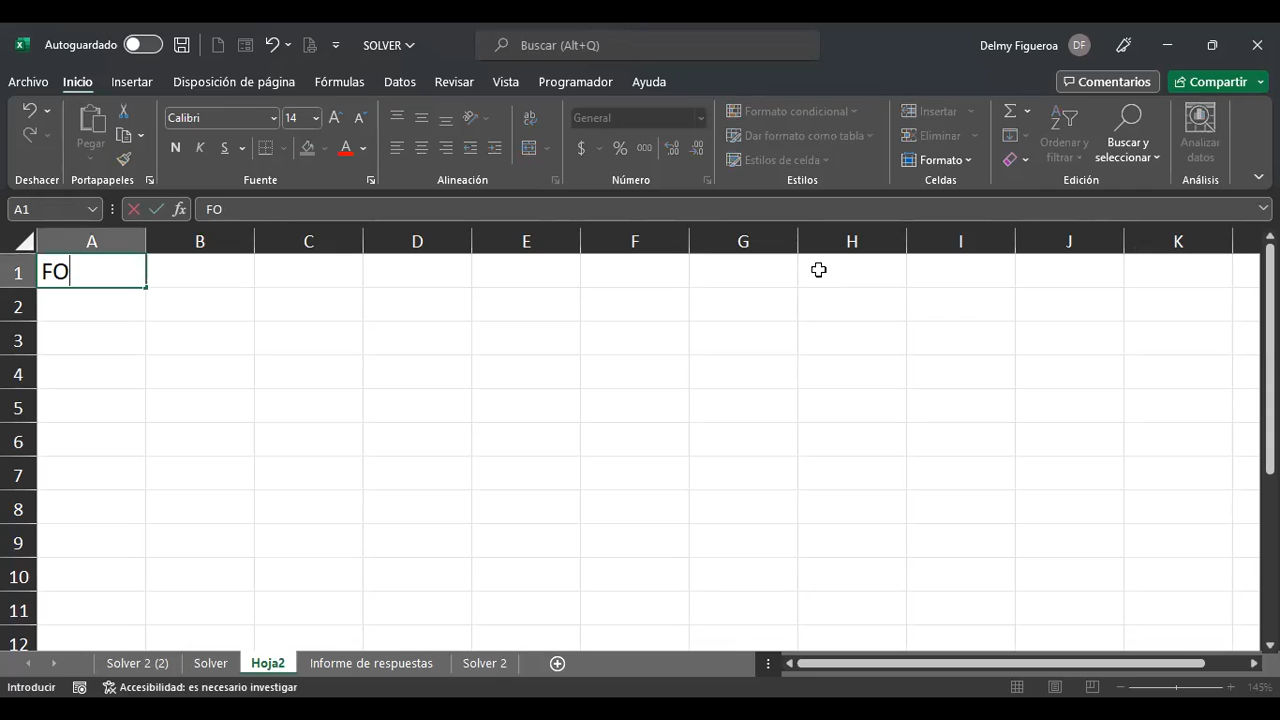 Autoguardado SOLVER Buscar (Alt+Q) Delmy Figueroa DF
Archivo Inicio Insertar Disposición de página Fórmulas Datos Revisar Vista Programador Ayuda Comentarios Compartir
Pegar
Calibri 14
N K S A
ab
General
$ % 000
Formato condicional
Dar formato como tabla
Estilos de celda
Insertar
Eliminar
Formato
Ordenar y filtrar
Buscar y seleccionar
Analizar datos
Deshacer Portapapeles Fuente Alineación Número Estilos Celdas Edición Análisis
A1 fx FO
A B C D E F G H I J K
1 FO
2
3
4
5
6
7
8
9
10
11
12
Solver 2 (2) Solver Hoja2 Informe de respuestas Solver 2
Introducir Accesibilidad: es necesario investigar 145%